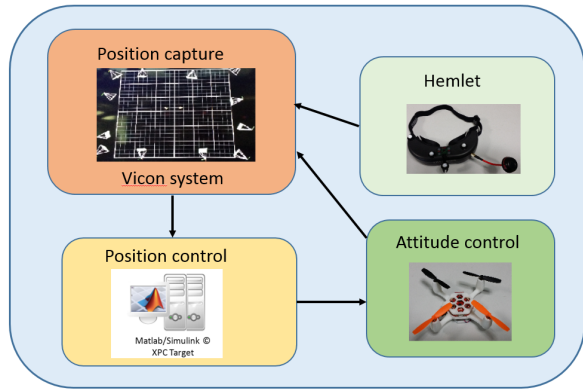 Position capture
Vicon system
Hemlet
Position control
Matlab/Simulink ©
XPC Target
Attitude control